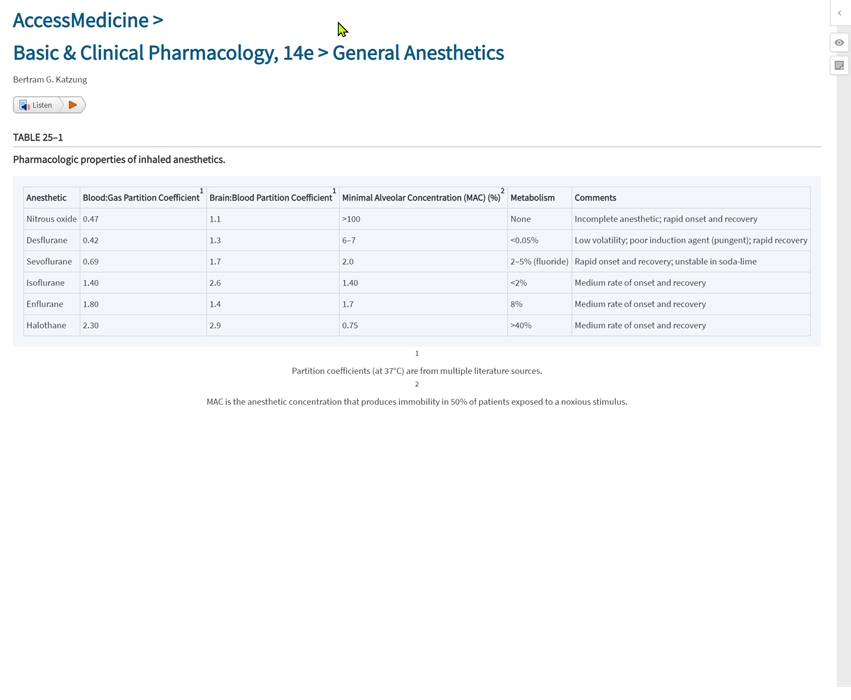 AccessMedicine >
Basic & Clinical Pharmacology, 14e > General Anesthetics
Bertram G. Katzung
Listen
TABLE 25–1
Pharmacologic properties of inhaled anesthetics.
Anesthetic Blood:Gas Partition Coefficient1 Brain:Blood Partition Coefficient1 Minimal Alveolar Concentration (MAC) (%)2 Metabolism Comments
Nitrous oxide 0.47 1.1 >100 None Incomplete anesthetic; rapid onset and recovery
Desflurane 0.42 1.3 6–7 <0.05% Low volatility; poor induction agent (pungent); rapid recovery
Sevoflurane 0.69 1.7 2.0 2–5% (fluoride) Rapid onset and recovery; unstable in soda-lime
Isoflurane 1.40 2.6 1.40 <2% Medium rate of onset and recovery
Enflurane 1.80 1.4 1.7 8% Medium rate of onset and recovery
Halothane 2.30 2.9 0.75 >40% Medium rate of onset and recovery
1
Partition coefficients (at 37°C) are from multiple literature sources.
2
MAC is the anesthetic concentration that produces immobility in 50% of patients exposed to a noxious stimulus.